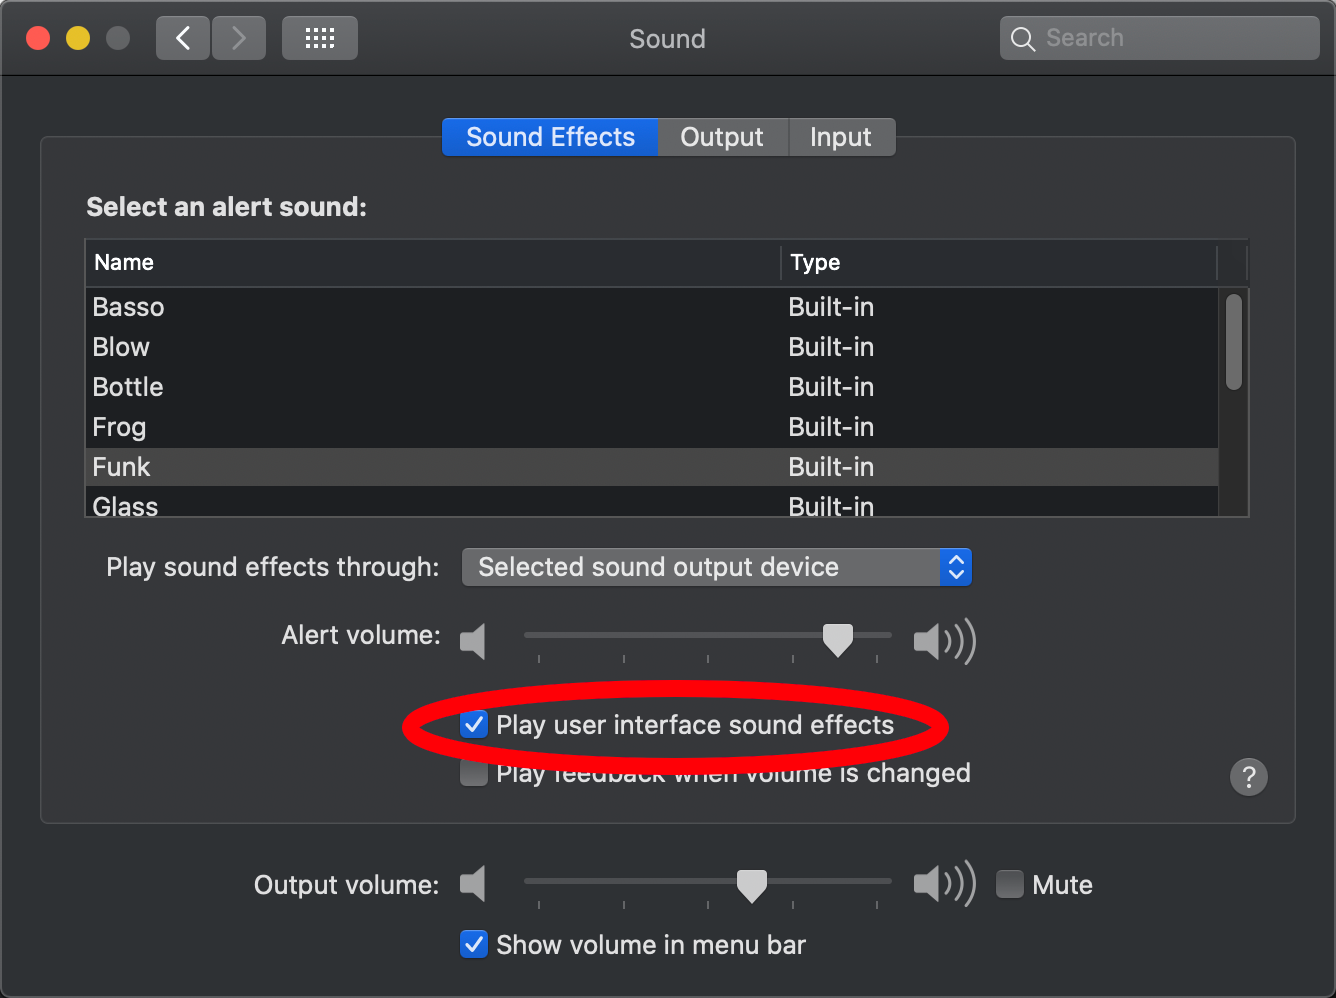 Sound
Search
Sound Effects Output Input
Select an alert sound:
Name Type
Basso Built-in
Blow Built-in
Bottle Built-in
Frog Built-in
Funk Built-in
Glass Built-in
Play sound effects through: Selected sound output device
Alert volume:
Play user interface sound effects
Play feedback when volume is changed
?
Output volume: Mute
Show volume in menu bar